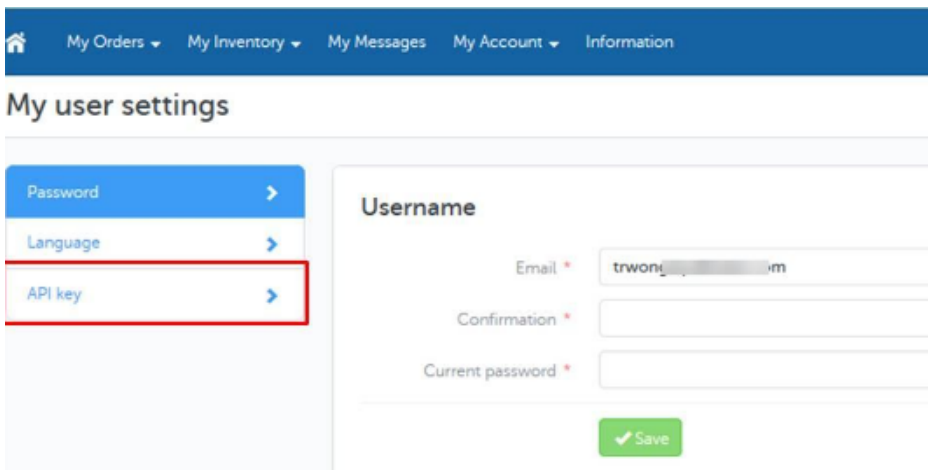 My Orders My Inventory My Messages My Account Information
My user settings
Password
Language
API key
Username
Email *
Confirmation *
Current password *
Save